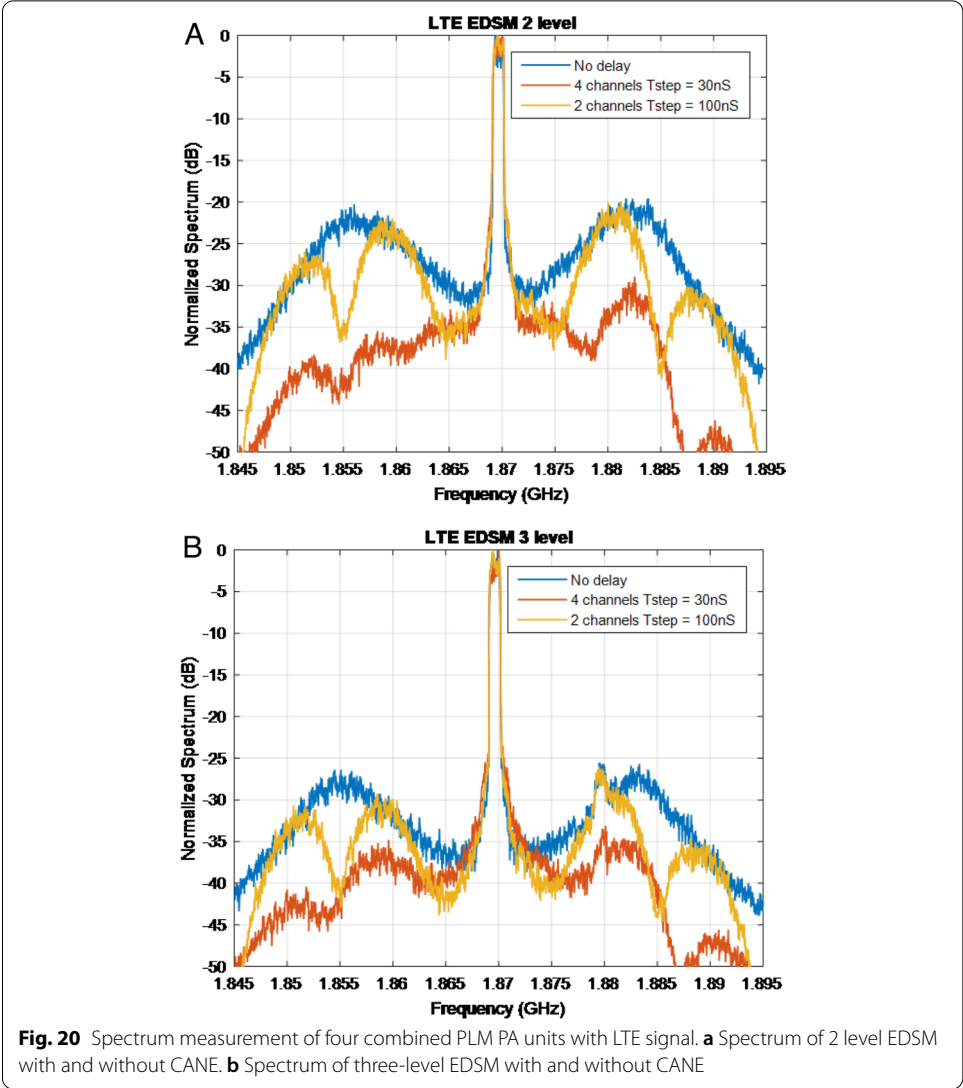 A
LTE EDSM 2 level
No delay
4 channels Tstep = 30nS
2 channels Tstep = 100nS
Normalized Spectrum (dB)
0
-5
-10
-15
-20
-25
-30
-35
-40
-45
-50
1.845 1.85 1.855 1.86 1.865 1.87 1.875 1.88 1.885 1.89 1.895
Frequency (GHz)
B
LTE EDSM 3 level
No delay
4 channels Tstep = 30nS
2 channels Tstep = 100nS
Normalized Spectrum (dB)
0
-5
-10
-15
-20
-25
-30
-35
-40
-45
-50
1.845 1.85 1.855 1.86 1.865 1.87 1.875 1.88 1.885 1.89 1.895
Frequency (GHz)
Fig. 20 Spectrum measurement of four combined PLM PA units with LTE signal. a Spectrum of 2 level EDSM
with and without CANE. b Spectrum of three-level EDSM with and without CANE